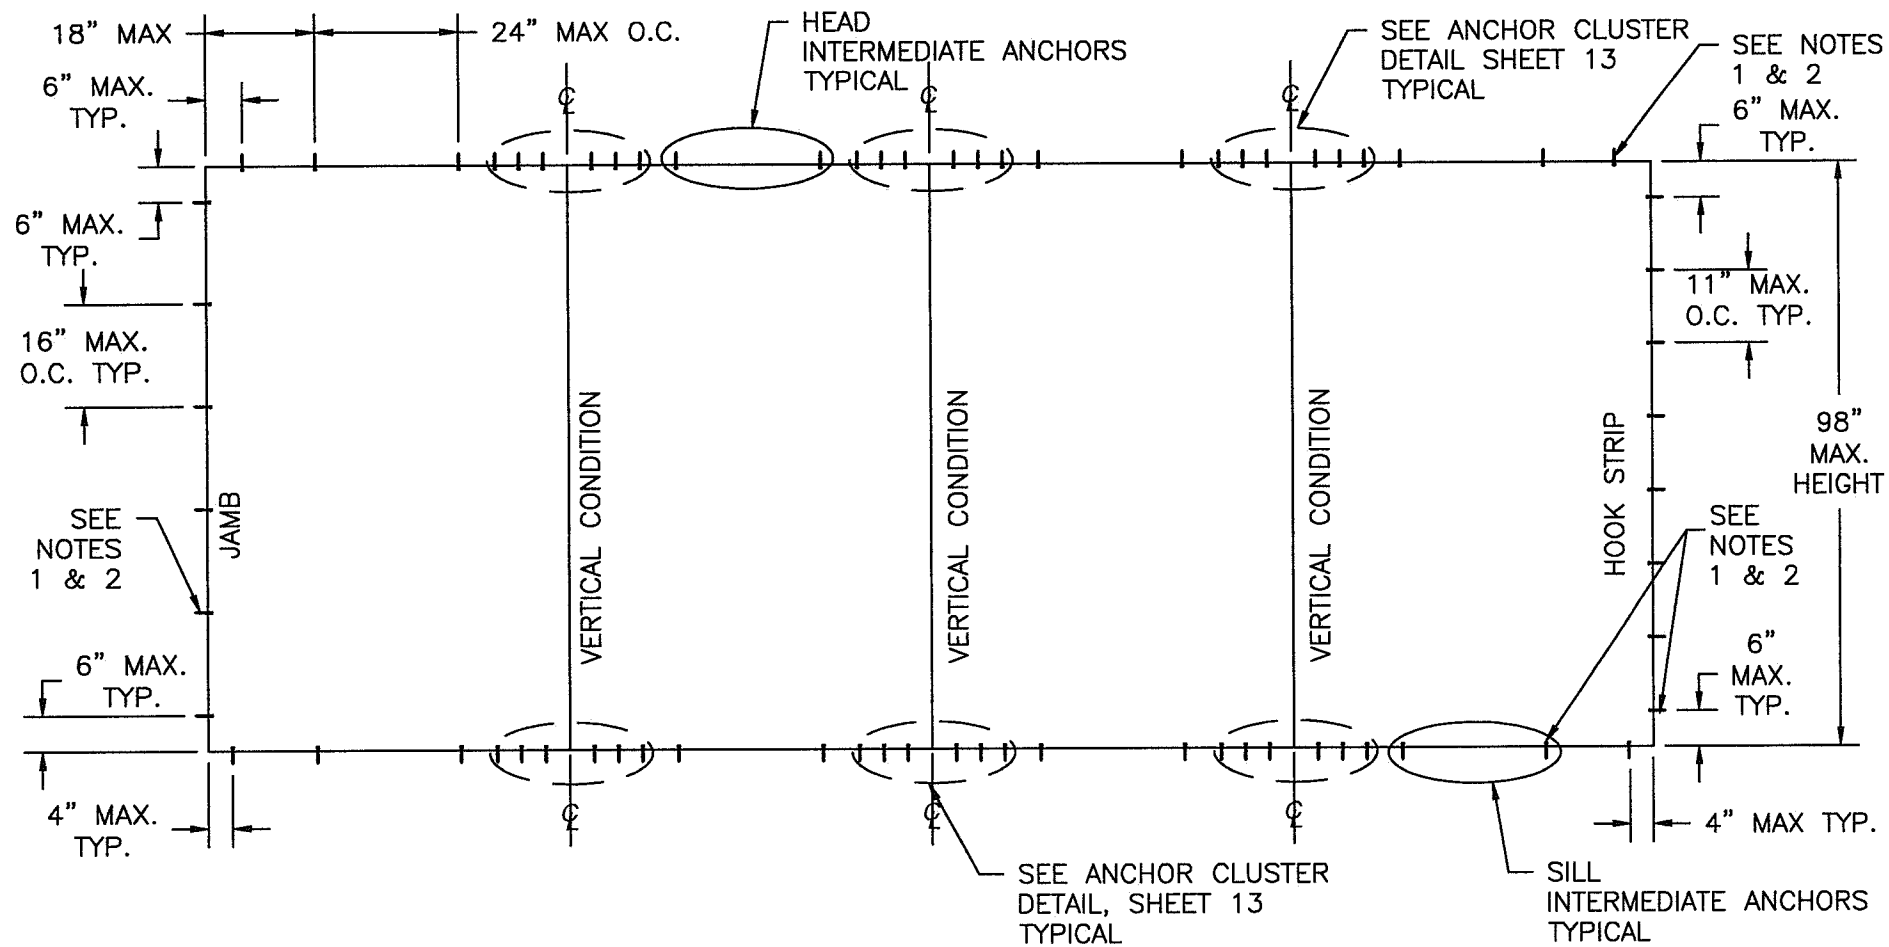 18" MAX
24" MAX O.C.
HEAD
INTERMEDIATE ANCHORS
TYPICAL
SEE ANCHOR CLUSTER
DETAIL SHEET 13
TYPICAL
SEE NOTES
1 & 2
6" MAX.
TYP.
6" MAX.
TYP.
℄
℄
℄
6" MAX.
TYP.
16" MAX.
O.C. TYP.
11" MAX.
O.C. TYP.
98"
MAX.
HEIGHT
JAMB
VERTICAL CONDITION
VERTICAL CONDITION
VERTICAL CONDITION
HOOK STRIP
SEE
NOTES
1 & 2
SEE
NOTES
1 & 2
6" MAX.
TYP.
6"
MAX.
TYP.
4" MAX.
TYP.
℄
℄
℄
4" MAX TYP.
SEE ANCHOR CLUSTER
DETAIL, SHEET 13
TYPICAL
SILL
INTERMEDIATE ANCHORS
TYPICAL